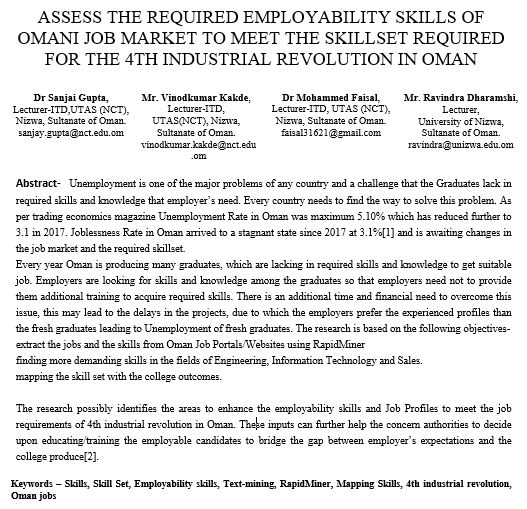 ASSESS THE REQUIRED EMPLOYABILITY SKILLS OF
OMANI JOB MARKET TO MEET THE SKILLSET REQUIRED
FOR THE 4TH INDUSTRIAL REVOLUTION IN OMAN
Dr Sanjai Gupta,
Lecturer-ITD,UTAS (NCT),
Nizwa, Sultanate of Oman.
sanjay.gupta@nct.edu.om
Mr. Vinodkumar Kakde,
Lecturer-ITD,
UTAS(NCT), Nizwa,
Sultanate of Oman.
vinodkumar.kakde@nct.edu
.om
Dr Mohammed Faisal,
Lecturer-ITD, UTAS (NCT),
Nizwa, Sultanate of Oman.
faisal31621@gmail.com
Mr. Ravindra Dharamshi,
Lecturer,
University of Nizwa,
Sultanate of Oman.
ravindra@unizwa.edu.om
Abstract- Unemployment is one of the major problems of any country and a challenge that the Graduates lack in
required skills and knowledge that employer's need. Every country needs to find the way to solve this problem. As
per trading economics magazine Unemployment Rate in Oman was maximum 5.10% which has reduced further to
3.1 in 2017. Joblessness Rate in Oman arrived to a stagnant state since 2017 at 3.1%[1] and is awaiting changes in
the job market and the required skillset.
Every year Oman is producing many graduates, which are lacking in required skills and knowledge to get suitable
job. Employers are looking for skills and knowledge among the graduates so that employers need not to provide
them additional training to acquire required skills. There is an additional time and financial need to overcome this
issue, this may lead to the delays in the projects, due to which the employers prefer the experienced profiles than
the fresh graduates leading to Unemployment of fresh graduates. The research is based on the following objectives-
extract the jobs and the skills from Oman Job Portals/Websites using RapidMiner
finding more demanding skills in the fields of Engineering, Information Technology and Sales.
mapping the skill set with the college outcomes.
The research possibly identifies the areas to enhance the employability skills and Job Profiles to meet the job
requirements of 4th industrial revolution in Oman. These inputs can further help the concern authorities to decide
upon educating/training the employable candidates to bridge the gap between employer's expectations and the
college produce[2].
Keywords – Skills, Skill Set, Employability skills, Text-mining, RapidMiner, Mapping Skills, 4th industrial revolution,
Oman jobs